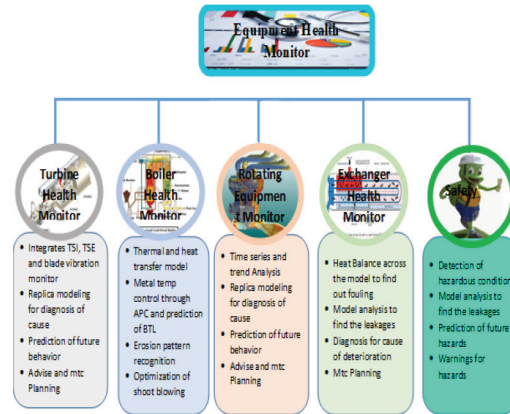 Equipment Health
Monitor
Turbine
Health
Monitor
Boiler
Health
Monitor
Rotating
Equipmen
t Monitor
Exchanger
Health
Monitor
Safety
• Integrates TSI, TSE
and blade vibration
monitor
• Replica modeling
for diagnosis of
cause
• Prediction of future
behavior
• Advise and mtc
Planning
• Thermal and heat
transfer model
• Metal temp
control through
APC and prediction
of BTL
• Erosion pattern
recognition
• Optimization of
shoot blowing
• Time series and
trend Analysis
• Replica modeling
for diagnosis of
cause
• Prediction of future
behavior
• Advise and mtc
Planning
• Heat Balance across
the model to find
out fouling
• Model analysis to
find the leakages
• Diagnosis for cause
of deterioration
• Mtc Planning
• Detection of
hazardous condition
• Model analysis to
find the leakages
• Prediction of future
hazards
• Warnings for
hazards